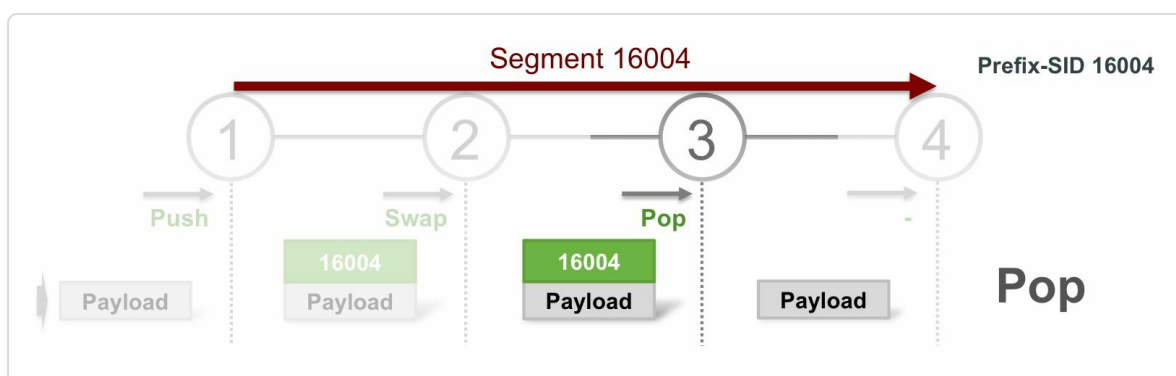 Segment 16004
Prefix-SID 16004
1 2 3 4
Push Swap Pop -
16004 16004
Payload Payload Payload Payload
Pop